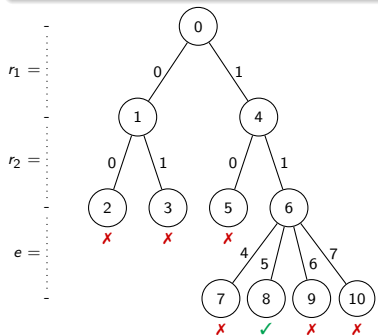 0
r₁ =
0 1
1 4
r₂ =
0 1 0 1
2 3 5 6
✗ ✗ ✗
e =
4 5 6 7
7 8 9 10
✗ ✓ ✗ ✗